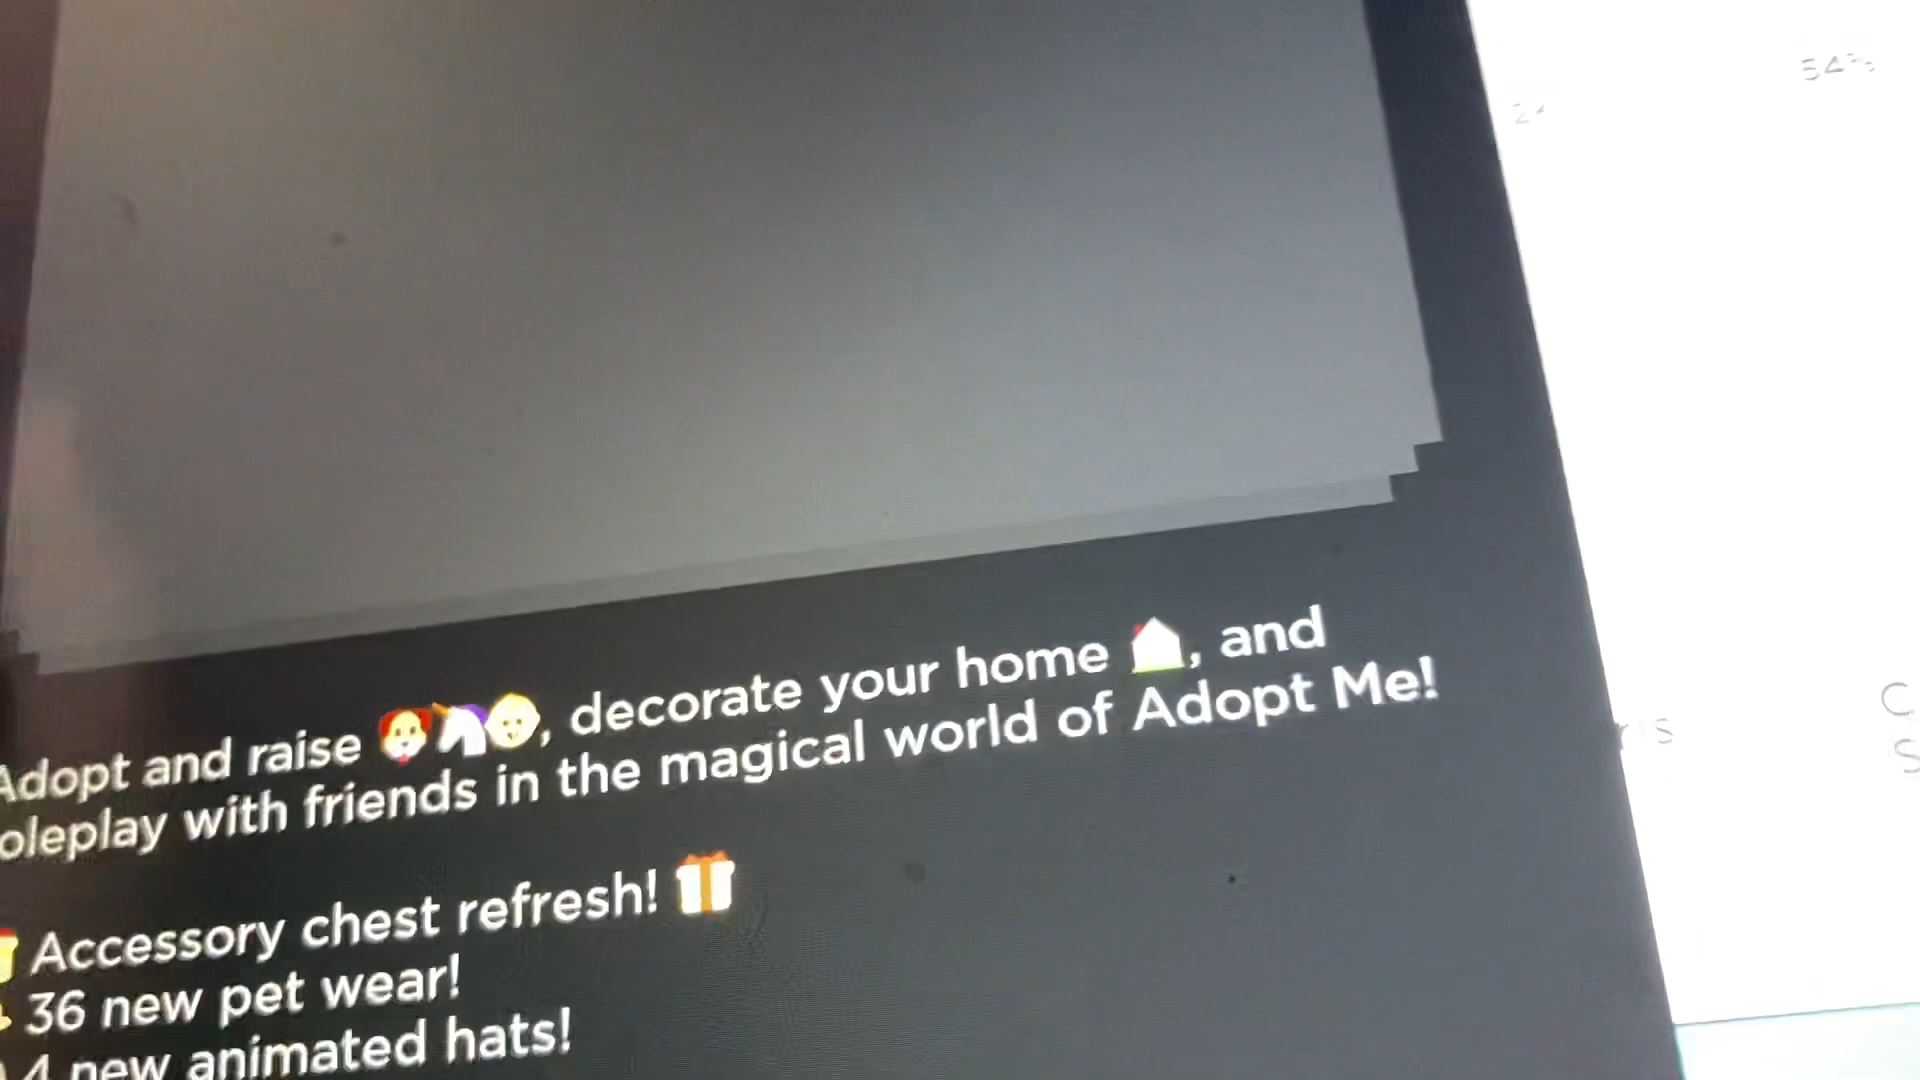 Adopt and raise 🐶🦄👶, decorate your home 🏠, and
oleplay with friends in the magical world of Adopt Me!
Accessory chest refresh! 🎁
36 new pet wear!
4 new animated hats!